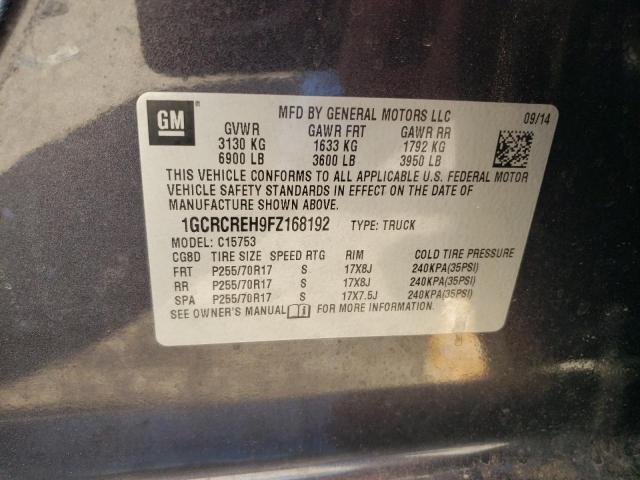 GM
MFD BY GENERAL MOTORS LLC 09/14
GVWR GAWR FRT GAWR RR
3130 KG 1633 KG 1792 KG
6900 LB 3600 LB 3950 LB
THIS VEHICLE CONFORMS TO ALL APPLICABLE U.S. FEDERAL MOTOR
VEHICLE SAFETY STANDARDS IN EFFECT ON THE DATE OF
MANUFACTURE SHOWN ABOVE.
1GCRCREH9FZ168192 TYPE: TRUCK
MODEL: C15753
CG8D TIRE SIZE SPEED RTG RIM COLD TIRE PRESSURE
FRT P255/70R17 S 17X8J 240KPA(35PSI)
RR P255/70R17 S 17X8J 240KPA(35PSI)
SPA P255/70R17 S 17X7.5J 240KPA(35PSI)
SEE OWNER'S MANUAL i FOR MORE INFORMATION.